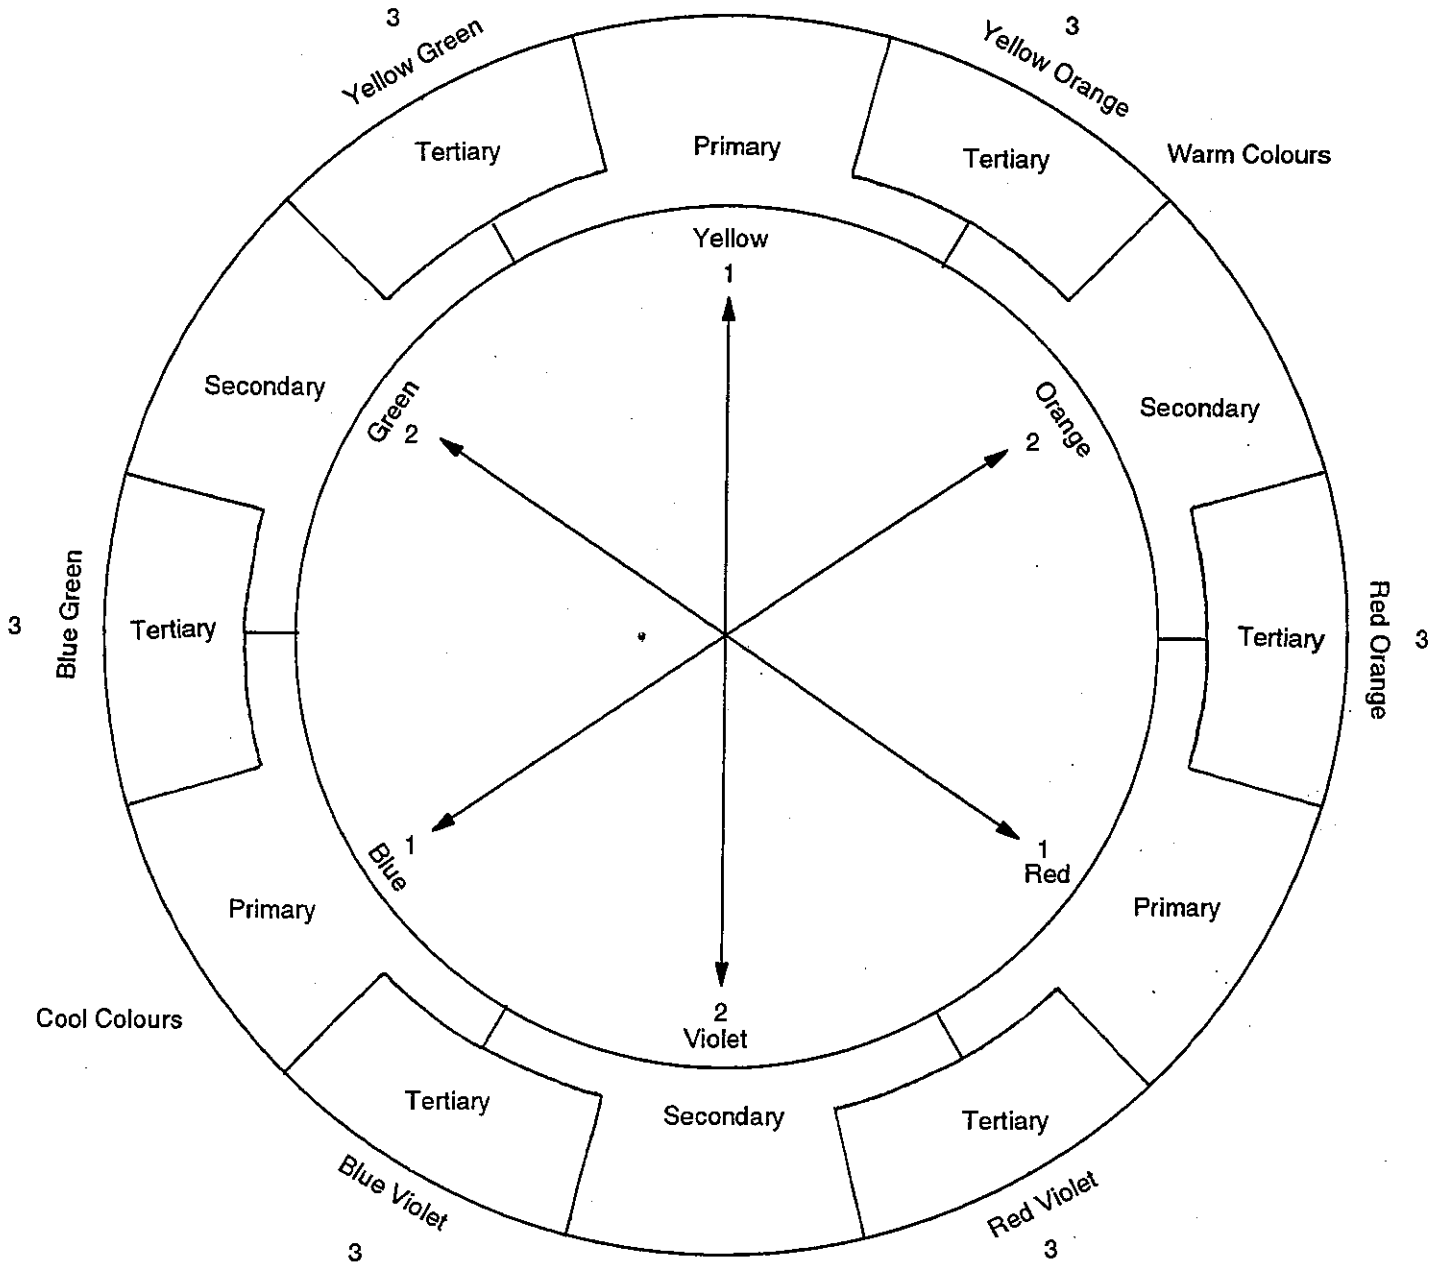 3
Yellow Green
3
Yellow Orange
Tertiary
Primary
Tertiary
Warm Colours
Yellow
1
Secondary
Green
2
Orange
2
Secondary
3
Blue Green
Tertiary
Tertiary
Red Orange
3
Blue
1
1
Red
Primary
Primary
Cool Colours
2
Violet
Tertiary
Secondary
Tertiary
Blue Violet
3
Red Violet
3